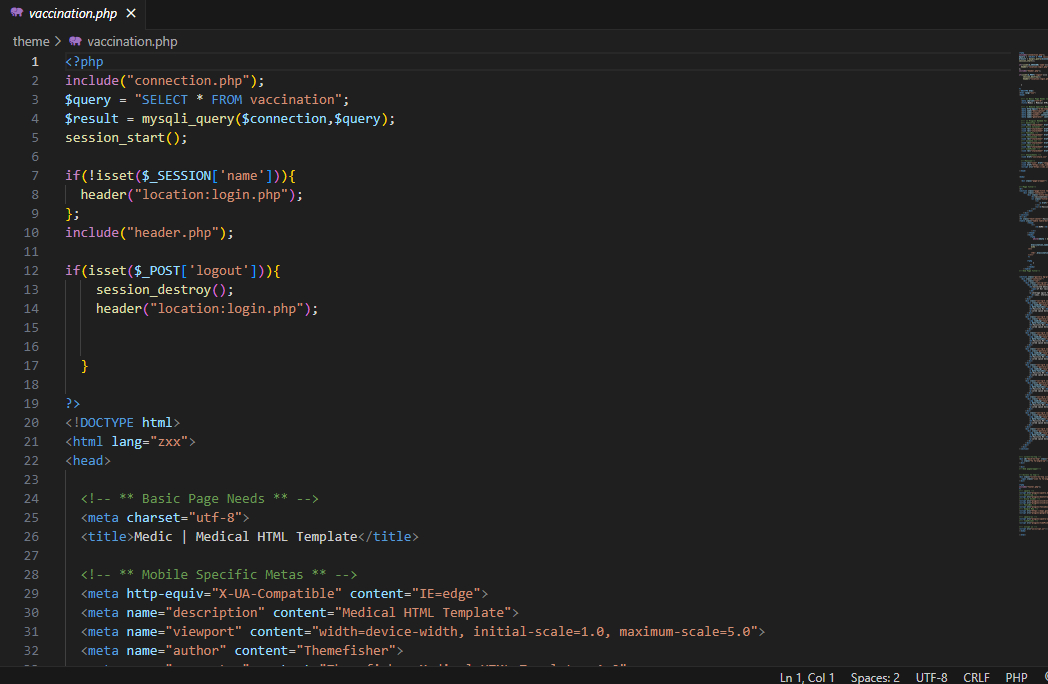 vaccination.php ×
theme > vaccination.php
1 <?php
2 include("connection.php");
3 $query = "SELECT * FROM vaccination";
4 $result = mysqli_query($connection,$query);
5 session_start();
6
7 if(!isset($_SESSION['name'])){
8 header("location:login.php");
9 };
10 include("header.php");
11
12 if(isset($_POST['logout'])){
13 session_destroy();
14 header("location:login.php");
15
16
17 }
18
19 ?>
20 <!DOCTYPE html>
21 <html lang="zxx">
22 <head>
23
24 <!-- ** Basic Page Needs ** -->
25 <meta charset="utf-8">
26 <title>Medic | Medical HTML Template</title>
27
28 <!-- ** Mobile Specific Metas ** -->
29 <meta http-equiv="X-UA-Compatible" content="IE=edge">
30 <meta name="description" content="Medical HTML Template">
31 <meta name="viewport" content="width=device-width, initial-scale=1.0, maximum-scale=5.0">
32 <meta name="author" content="Themefisher">
Ln 1, Col 1 Spaces: 2 UTF-8 CRLF PHP